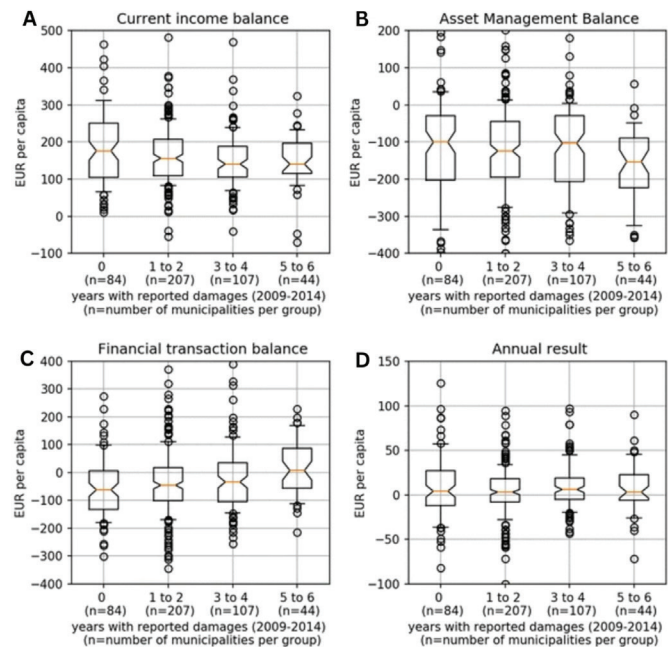 A
Current income balance
500
400
300
200
100
0
−100
EUR per capita
0 1 to 2 3 to 4 5 to 6
(n=84) (n=207) (n=107) (n=44)
years with reported damages (2009-2014)
(n=number of municipalities per group)
B
Asset Management Balance
200
100
0
−100
−200
−300
−400
EUR per capita
0 1 to 2 3 to 4 5 to 6
(n=84) (n=207) (n=107) (n=44)
years with reported damages (2009-2014)
(n=number of municipalities per group)
C
Financial transaction balance
400
300
200
100
0
−100
−200
−300
−400
EUR per capita
0 1 to 2 3 to 4 5 to 6
(n=84) (n=207) (n=107) (n=44)
years with reported damages (2009-2014)
(n=number of municipalities per group)
D
Annual result
150
100
50
0
−50
−100
EUR per capita
0 1 to 2 3 to 4 5 to 6
(n=84) (n=207) (n=107) (n=44)
years with reported damages (2009-2014)
(n=number of municipalities per group)